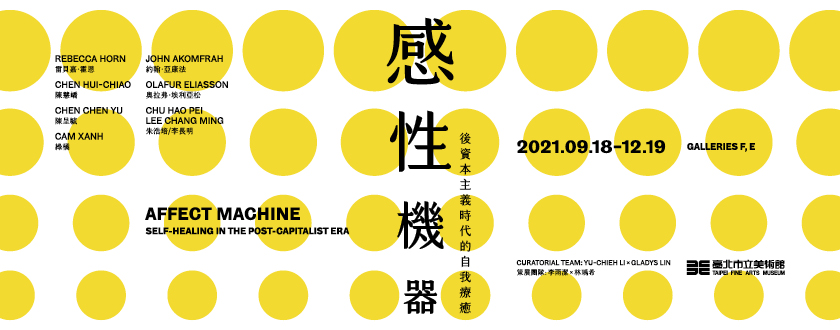 REBECCA HORN
雷貝嘉·霍恩
CHEN HUI-CHIAO
陳慧嶠
CHEN CHEN YU
陳呈毓
CAM XANH
綠橘
JOHN AKOMFRAH
約翰·亞康法
OLAFUR ELIASSON
奧拉弗·埃利亞松
CHU HAO PEI
LEE CHANG MING
朱浩培/李長明
AFFECT MACHINE
SELF-HEALING IN THE POST-CAPITALIST ERA
感性機器
後資本主義時代的自我療癒
2021.09.18-12.19
GALLERIES F, E
CURATORIAL TEAM: YU-CHIEH LI × GLADYS LIN
策展團隊: 李雨潔 × 林瑀希
臺北市立美術館
TAIPEI FINE ARTS MUSEUM